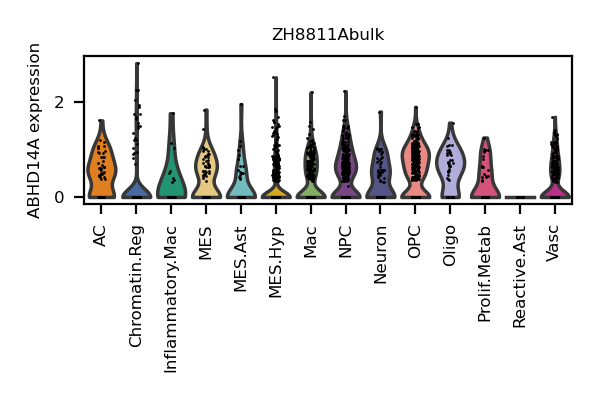 ZH8811Abulk
ABHD14A expression
2
0
AC
Chromatin.Reg
Inflammatory.Mac
MES
MES.Ast
MES.Hyp
Mac
NPC
Neuron
OPC
Oligo
Prolif.Metab
Reactive.Ast
Vasc